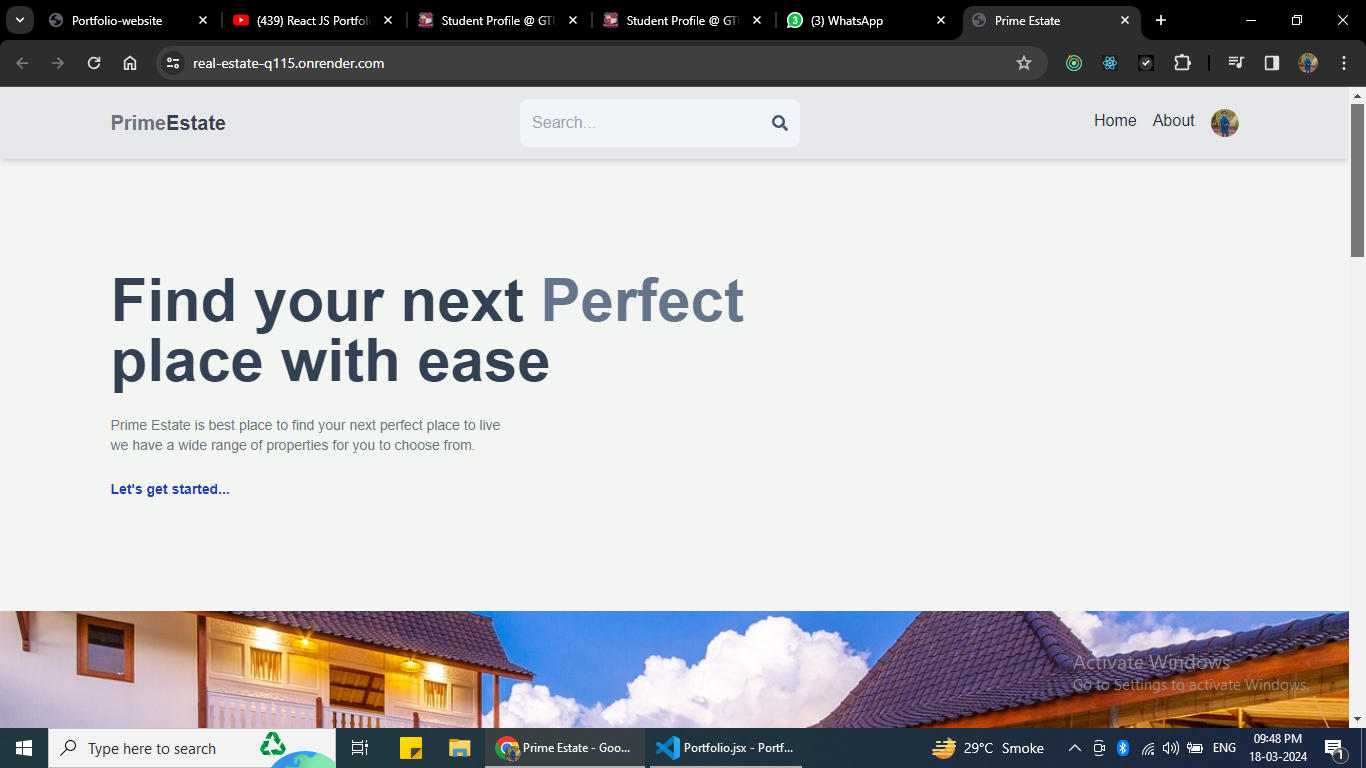 Portfolio-website
(439) React JS Portfoli
Student Profile @ GT
Student Profile @ GT
3
(3) WhatsApp
Prime Estate
real-estate-q115.onrender.com
PrimeEstate
Search...
Home
About
Find your next Perfect
place with ease
Prime Estate is best place to find your next perfect place to live
we have a wide range of properties for you to choose from.
Let's get started...
Activate Windows
Go to Settings to activate Windows.
Type here to search
Prime Estate - Goo...
Portfolio.jsx - Portf...
29°C Smoke
ENG
09:48 PM
18-03-2024
1